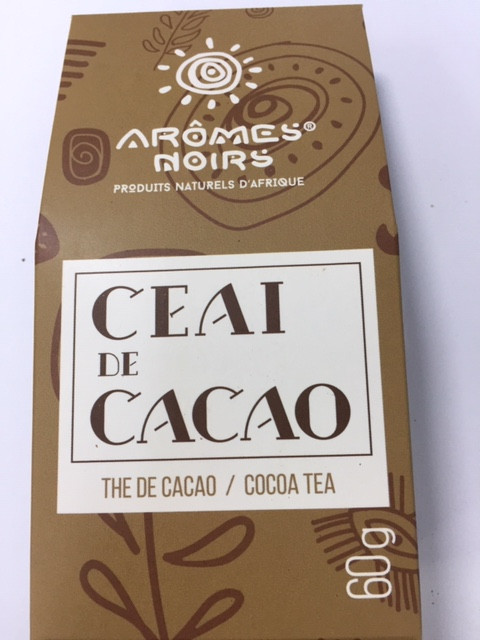 ARÔMES®
NOIRS
PRODUITS NATURELS D'AFRIQUE
CEAI
DE
CACAO
THE DE CACAO / COCOA TEA
60g